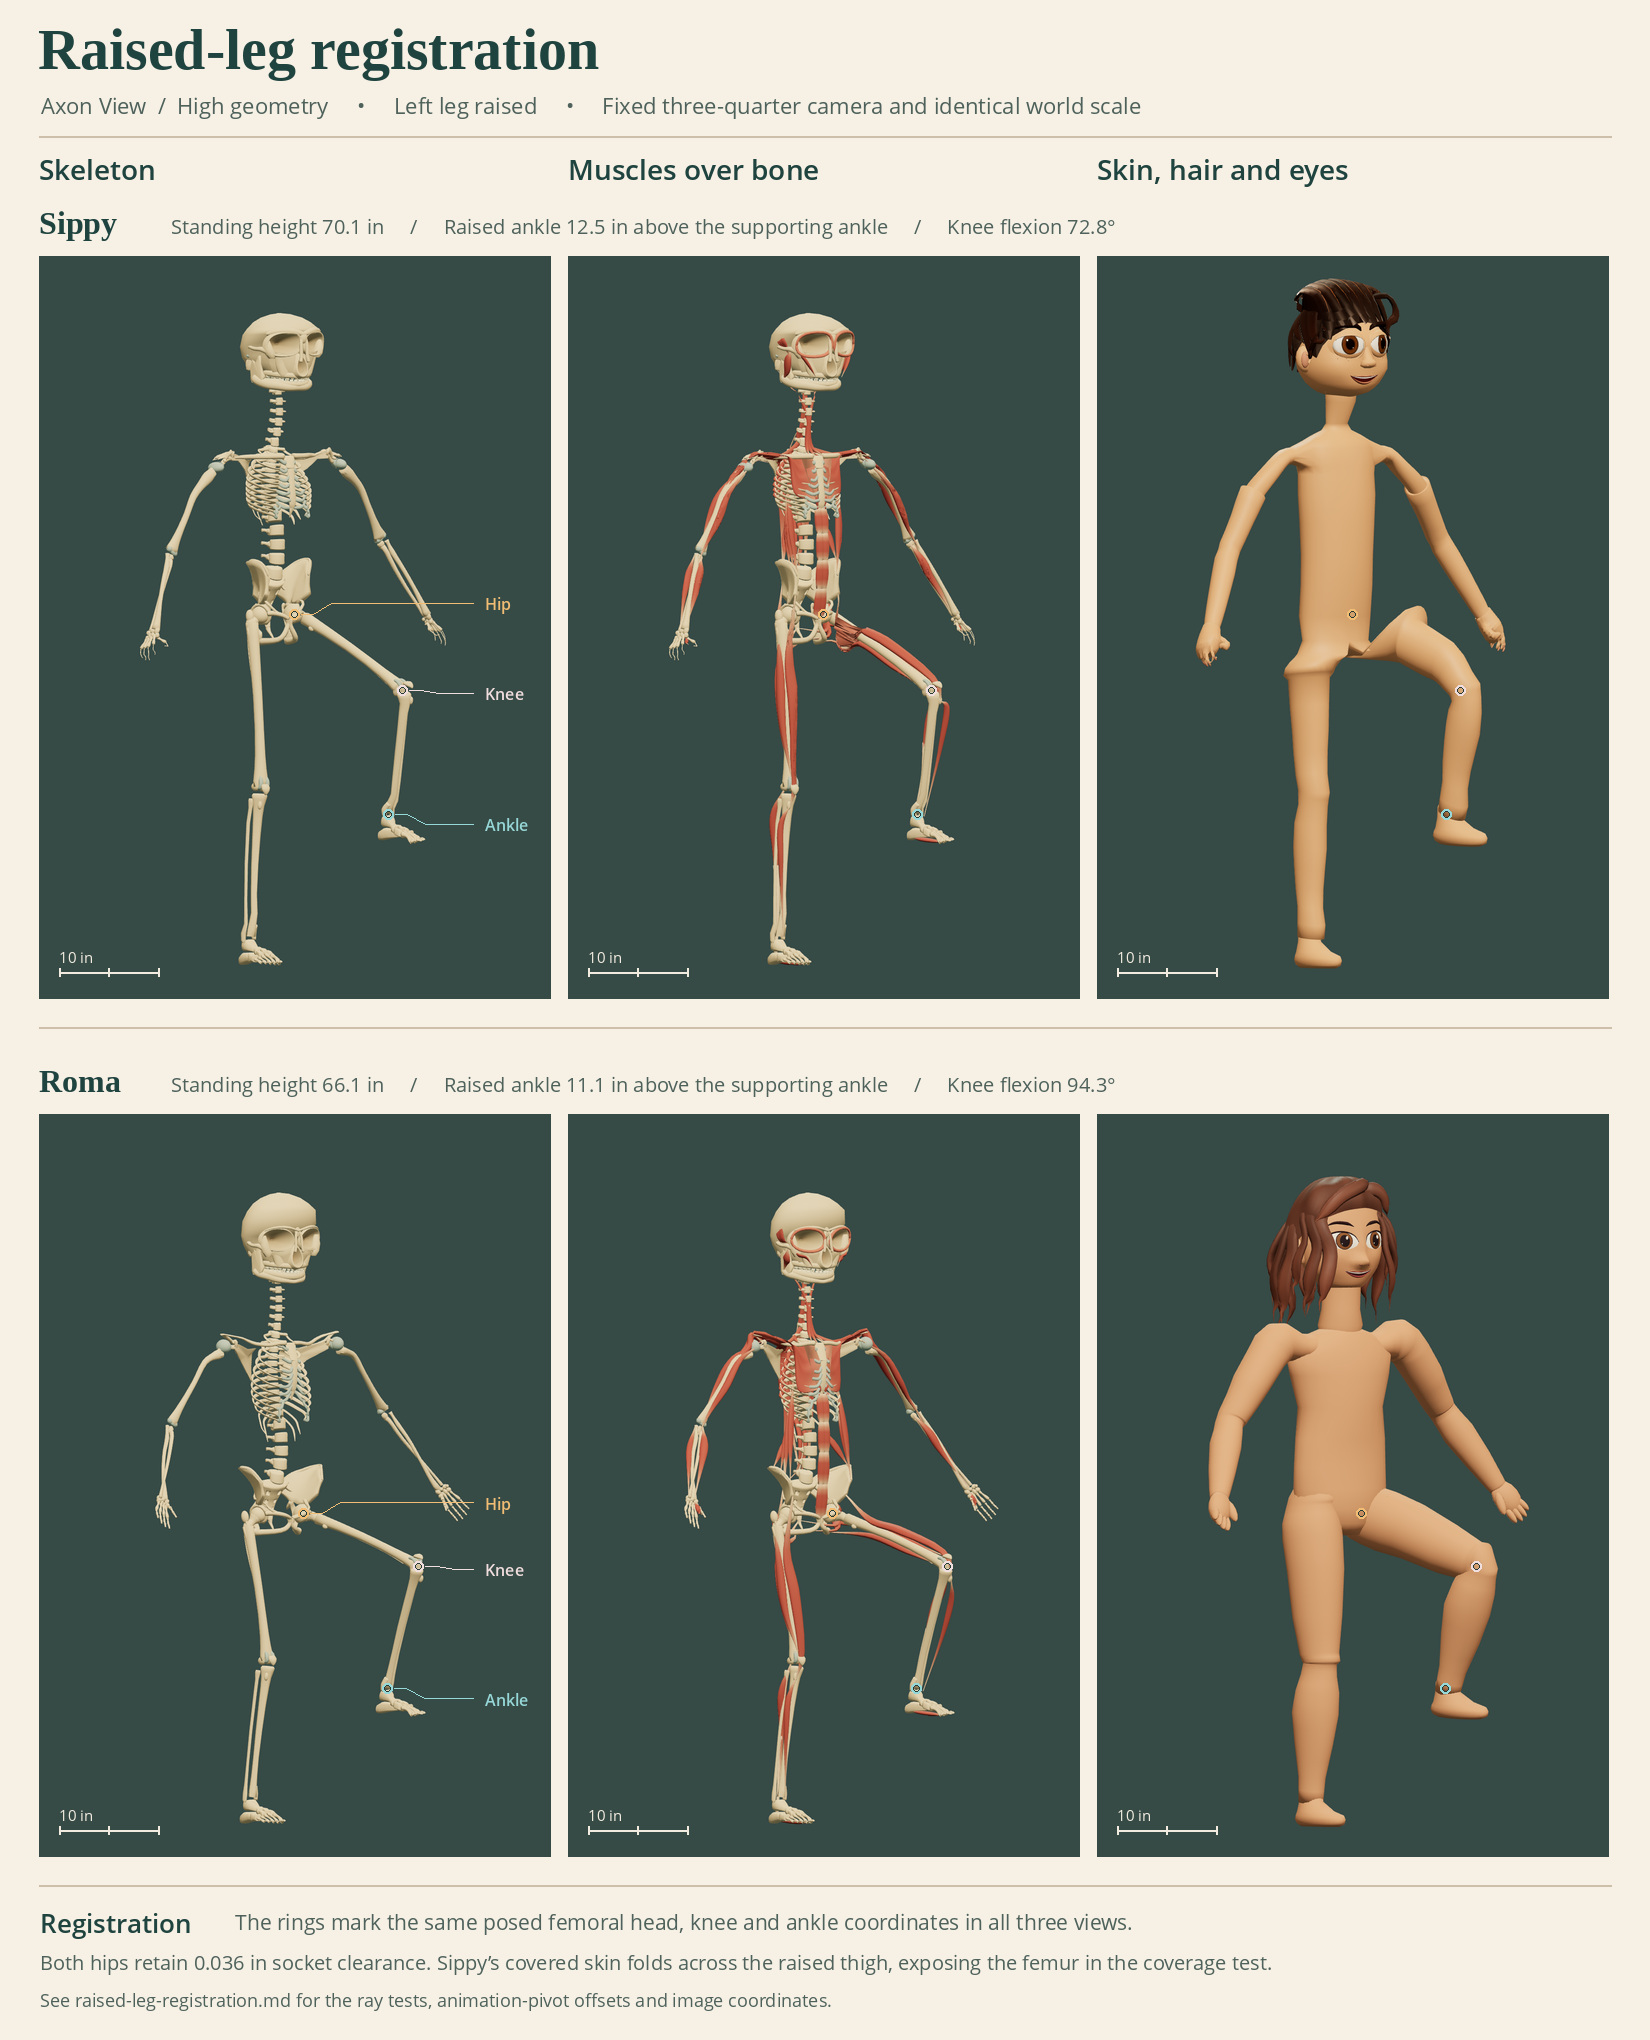 Raised-leg registration
Axon View / High geometry • Left leg raised • Fixed three-quarter camera and identical world scale
Skeleton
Muscles over bone
Skin, hair and eyes
Sippy Standing height 70.1 in / Raised ankle 12.5 in above the supporting ankle / Knee flexion 72.8°
Hip
Knee
Ankle
10 in
10 in
10 in
Roma Standing height 66.1 in / Raised ankle 11.1 in above the supporting ankle / Knee flexion 94.3°
Hip
Knee
Ankle
10 in
10 in
10 in
Registration The rings mark the same posed femoral head, knee and ankle coordinates in all three views.
Both hips retain 0.036 in socket clearance. Sippy’s covered skin folds across the raised thigh, exposing the femur in the coverage test.
See raised-leg-registration.md for the ray tests, animation-pivot offsets and image coordinates.